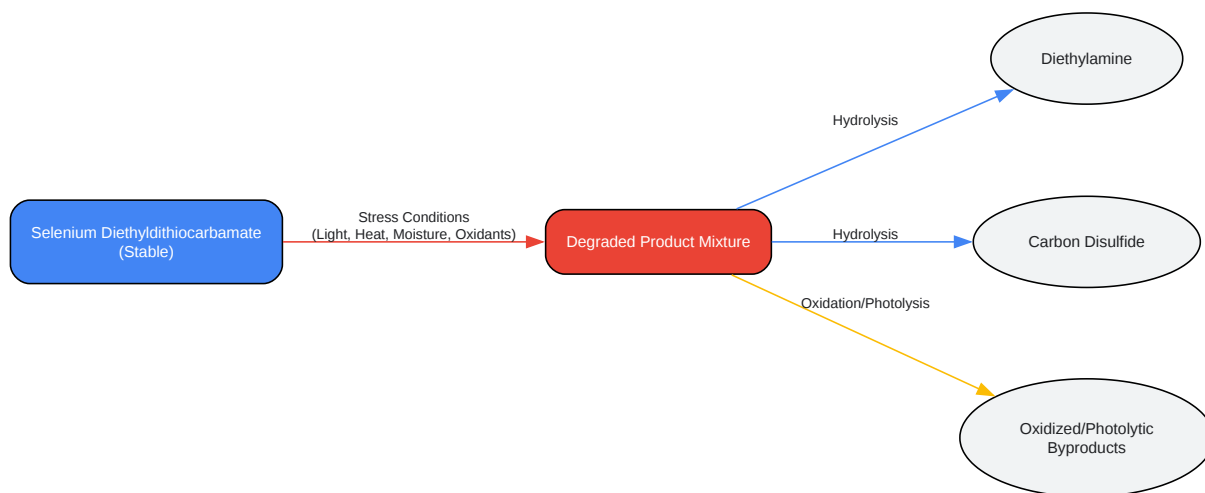 Selenium Diethyldithiocarbamate
(Stable)
Stress Conditions
(Light, Heat, Moisture, Oxidants)
Degraded Product Mixture
Hydrolysis
Diethylamine
Hydrolysis
Carbon Disulfide
Oxidation/Photolysis
Oxidized/Photolytic
Byproducts